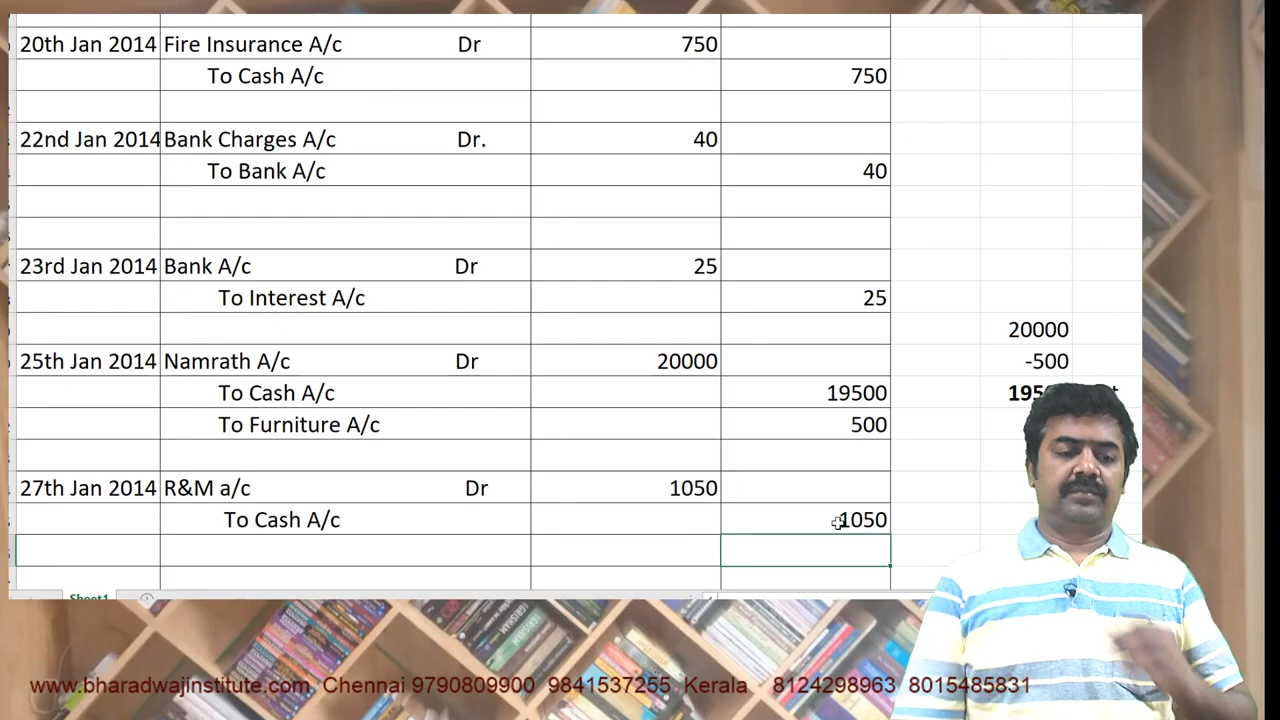 20th Jan 2014 Fire Insurance A/c Dr 750
To Cash A/c 750
22nd Jan 2014 Bank Charges A/c Dr. 40
To Bank A/c 40
23rd Jan 2014 Bank A/c Dr 25
To Interest A/c 25
20000
25th Jan 2014 Namrath A/c Dr 20000 -500
To Cash A/c 19500
To Furniture A/c 500
27th Jan 2014 R&M a/c Dr 1050
To Cash A/c 1050
Sheet1
GRISHAM
www.bharadwajinstitute.com Chennai 9790809900 9841537255 Kerala 8124298963 8015485831